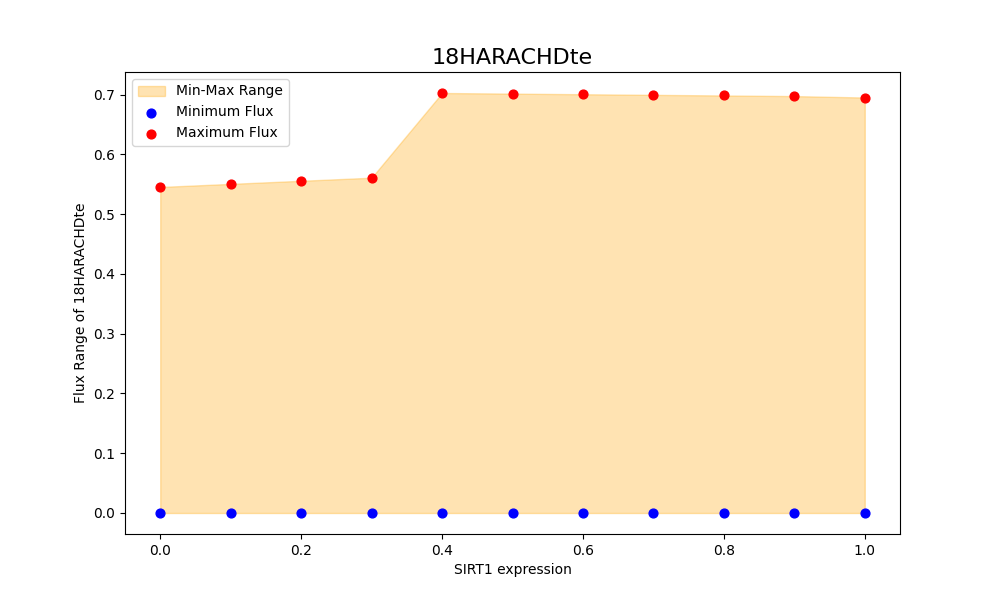 18HARACHDte
Min-Max Range
Minimum Flux
Maximum Flux
Flux Range of 18HARACHDte
0.7
0.6
0.5
0.4
0.3
0.2
0.1
0.0
0.0 0.2 0.4 0.6 0.8 1.0
SIRT1 expression